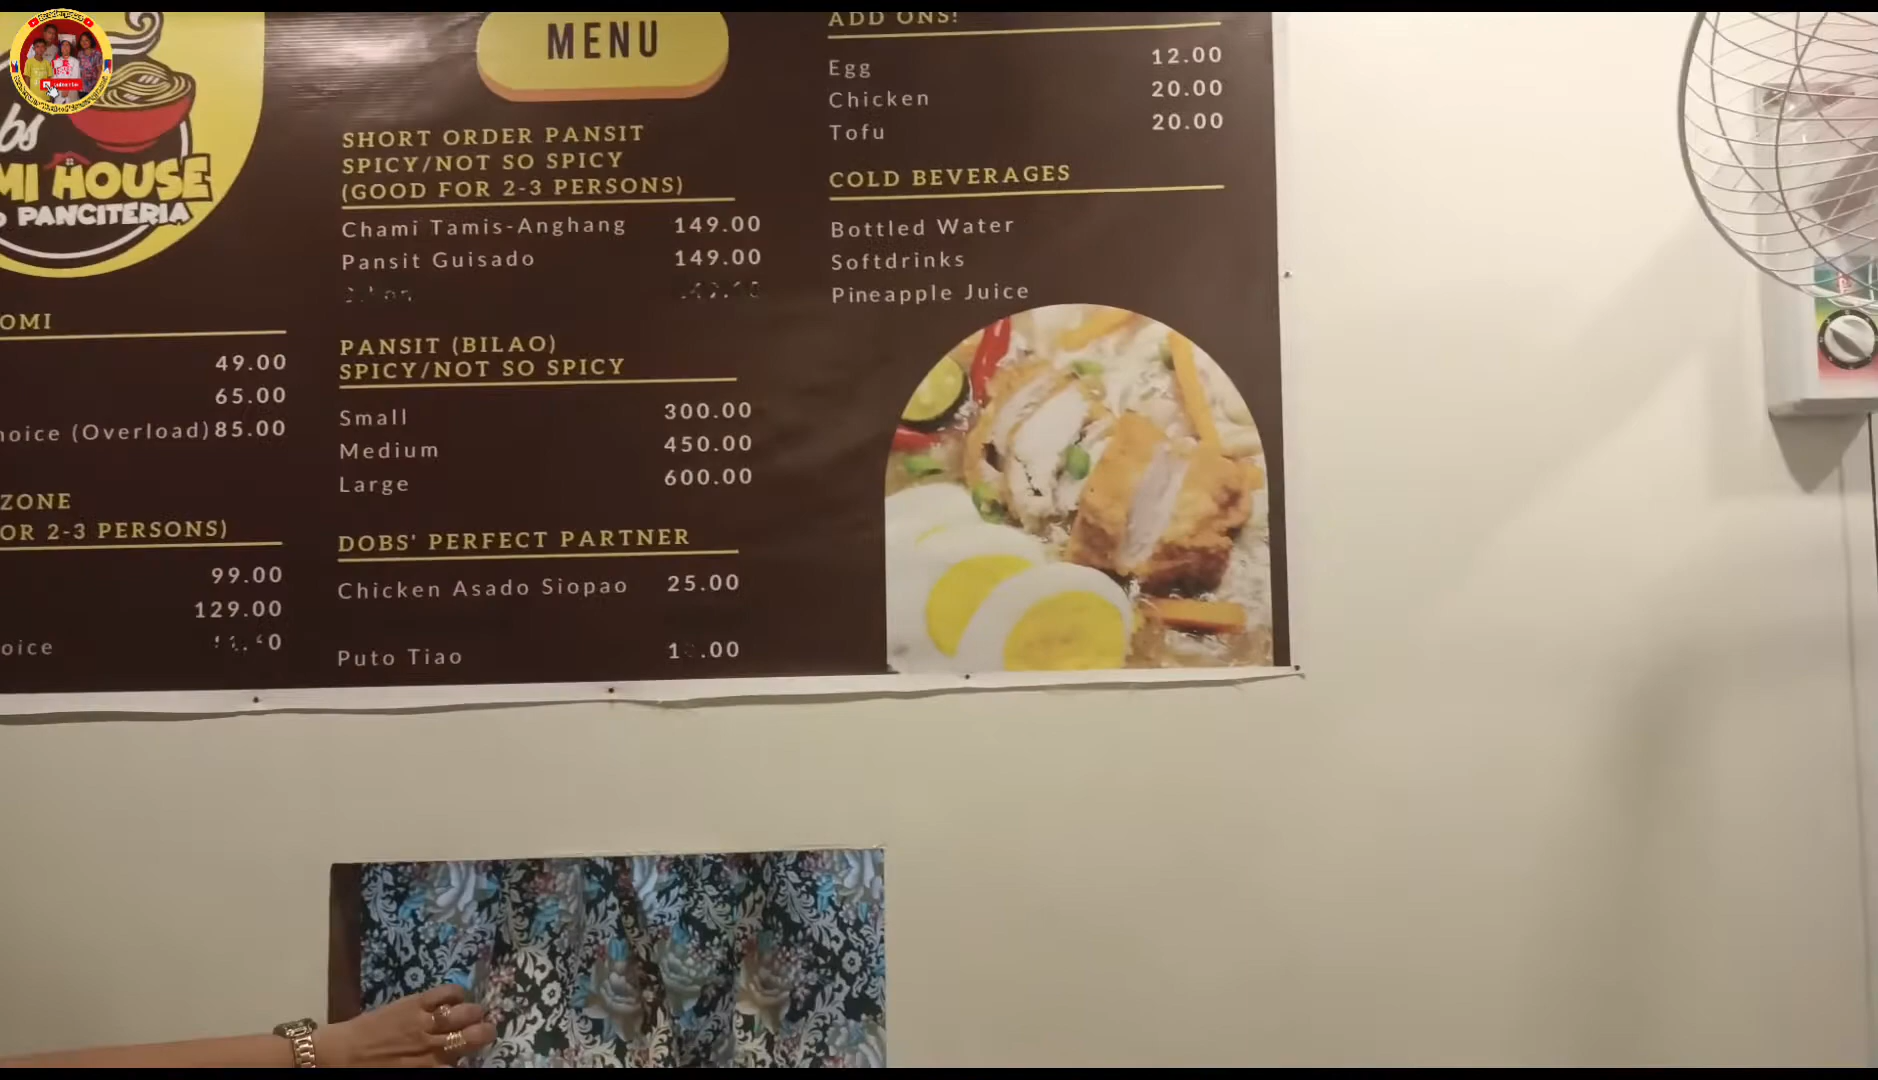 MI HOUSE
PANCITERIA
OMI
49.00
65.00
hoice (Overload) 85.00
ZONE
OR 2-3 PERSONS)
99.00
129.00
oice
MENU
SHORT ORDER PANSIT
SPICY/NOT SO SPICY
(GOOD FOR 2-3 PERSONS)
Chami Tamis-Anghang 149.00
Pansit Guisado 149.00
PANSIT (BILAO)
SPICY/NOT SO SPICY
Small 300.00
Medium 450.00
Large 600.00
DOBS' PERFECT PARTNER
Chicken Asado Siopao 25.00
Puto Tiao
ADD ONS!
Egg 12.00
Chicken 20.00
Tofu 20.00
COLD BEVERAGES
Bottled Water
Softdrinks
Pineapple Juice